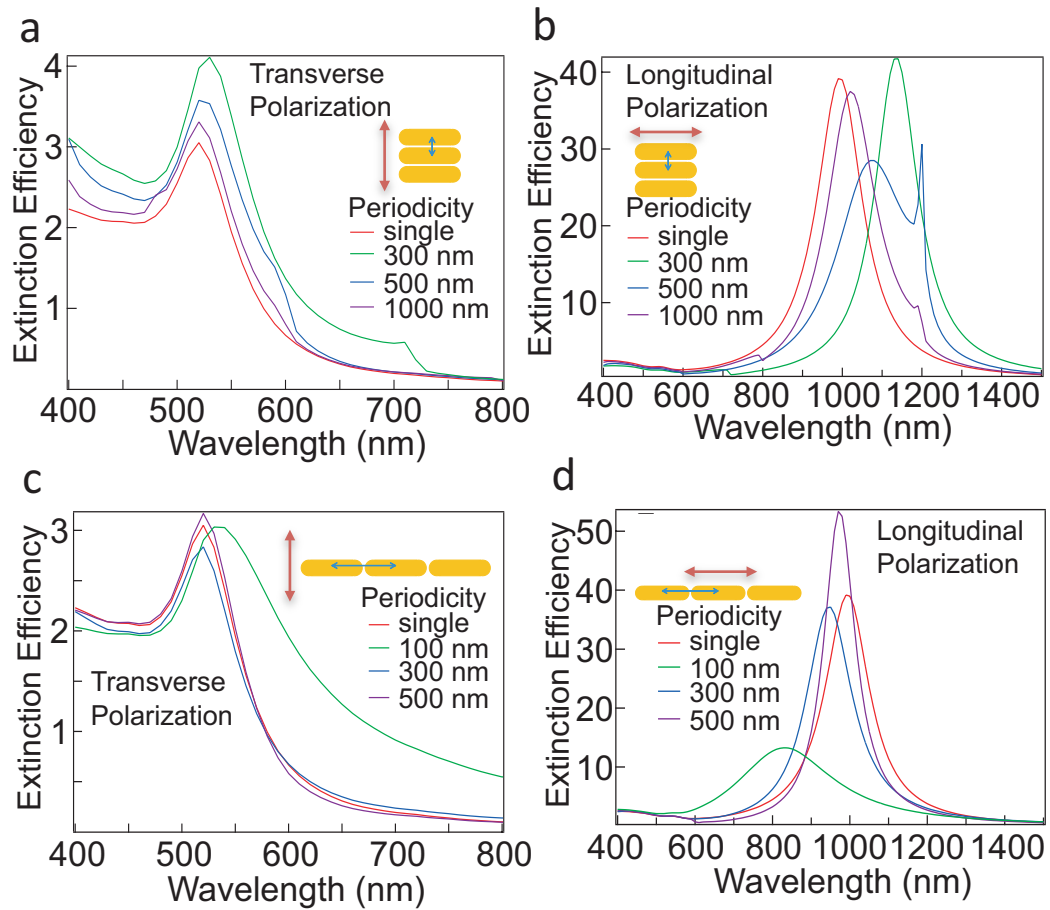 a
Extinction Efficiency
4
3
2
1
Transverse
Polarization
Periodicity
single
300 nm
500 nm
1000 nm
400 500 600 700 800
Wavelength (nm)
b
Extinction Efficiency
40
30
20
10
Longitudinal
Polarization
Periodicity
single
300 nm
500 nm
1000 nm
400 600 800 1000 1200 1400
Wavelength (nm)
c
Extinction Efficiency
3
2
1
Periodicity
single
100 nm
300 nm
500 nm
Transverse
Polarization
400 500 600 700 800
Wavelength (nm)
d
Extinction Efficiency
50
40
30
20
10
Longitudinal
Polarization
Periodicity
single
100 nm
300 nm
500 nm
400 600 800 1000 1200 1400
Wavelength (nm)